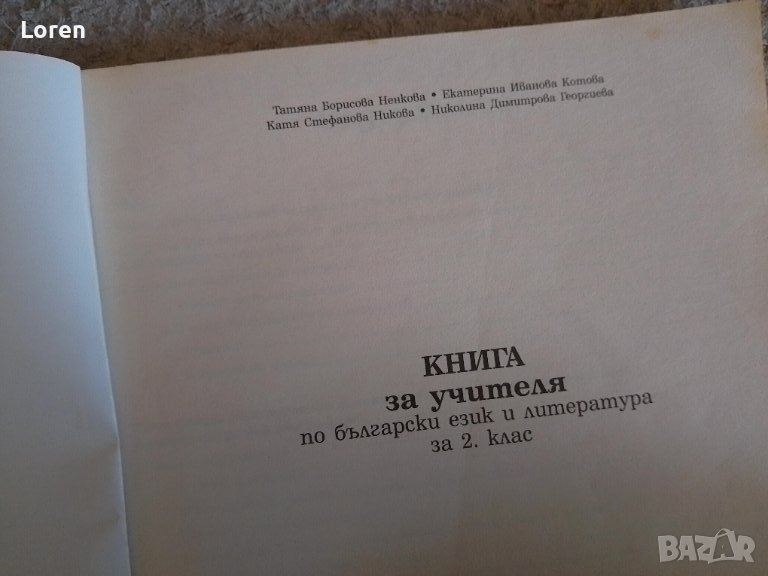 Loren
Татяна Борисова Ненкова • Екатерина Иванова Котова
Катя Стефанова Никова • Николина Димитрова Георгиева
КНИГА
за учителя
по български език и литература
за 2. клас
BAZAR